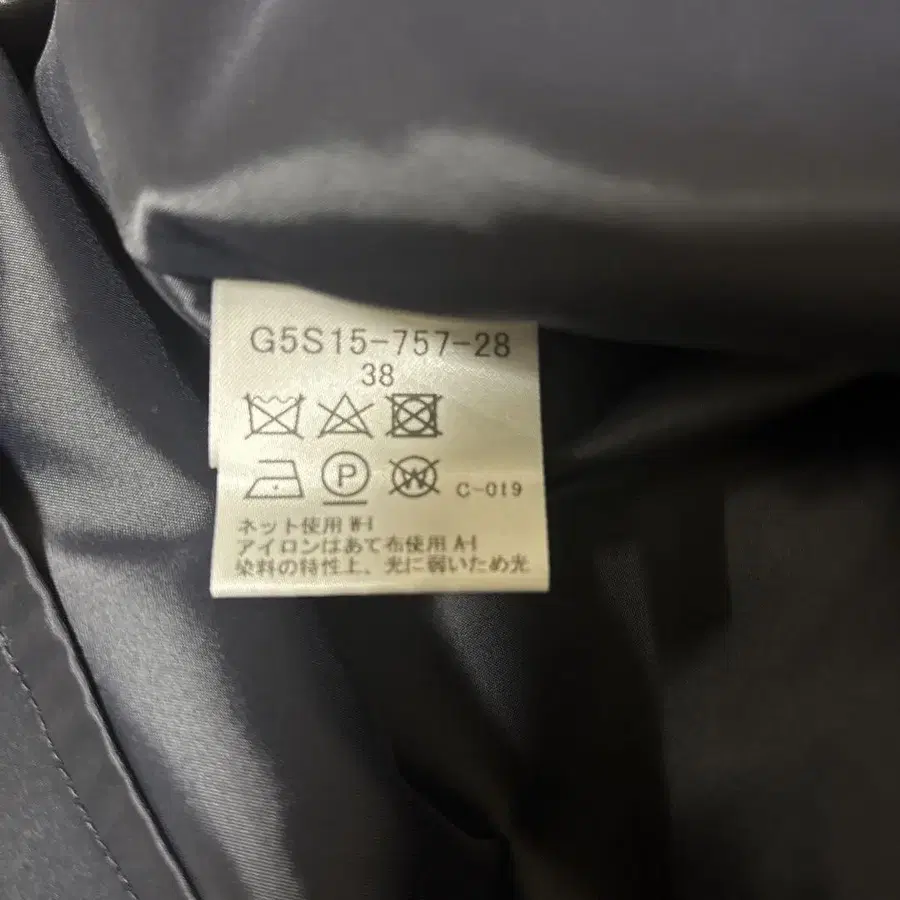 G5S15-757-28
38
P W C-019
ネット使用 W-I
アイロンはあて布使用 A-I
染料の特性上、光に弱いため光